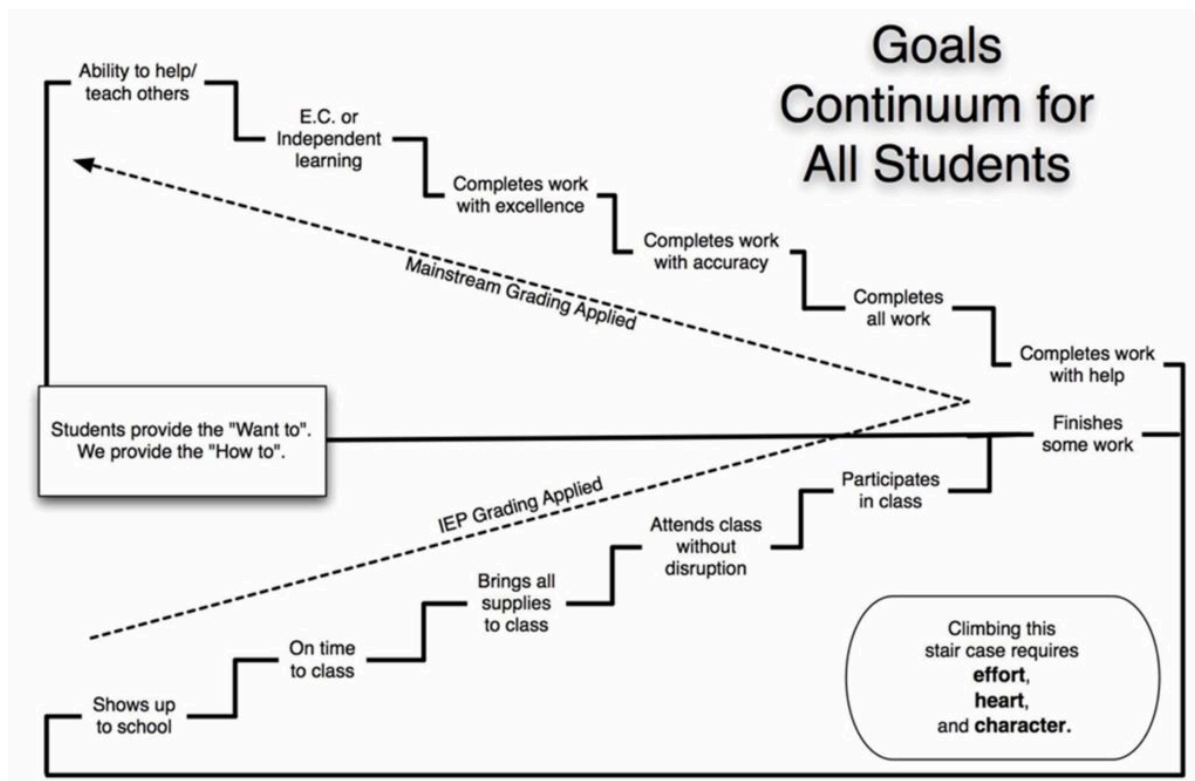 Goals
Continuum for
All Students
Ability to help/
teach others
E.C. or
Independent
learning
Completes work
with excellence
Completes work
with accuracy
Completes
all work
Completes work
with help
Mainstream Grading Applied
Students provide the "Want to".
We provide the "How to".
Finishes
some work
Participates
in class
IEP Grading Applied
Attends class
without
disruption
Brings all
supplies
to class
On time
to class
Shows up
to school
Climbing this
stair case requires
effort,
heart,
and character.